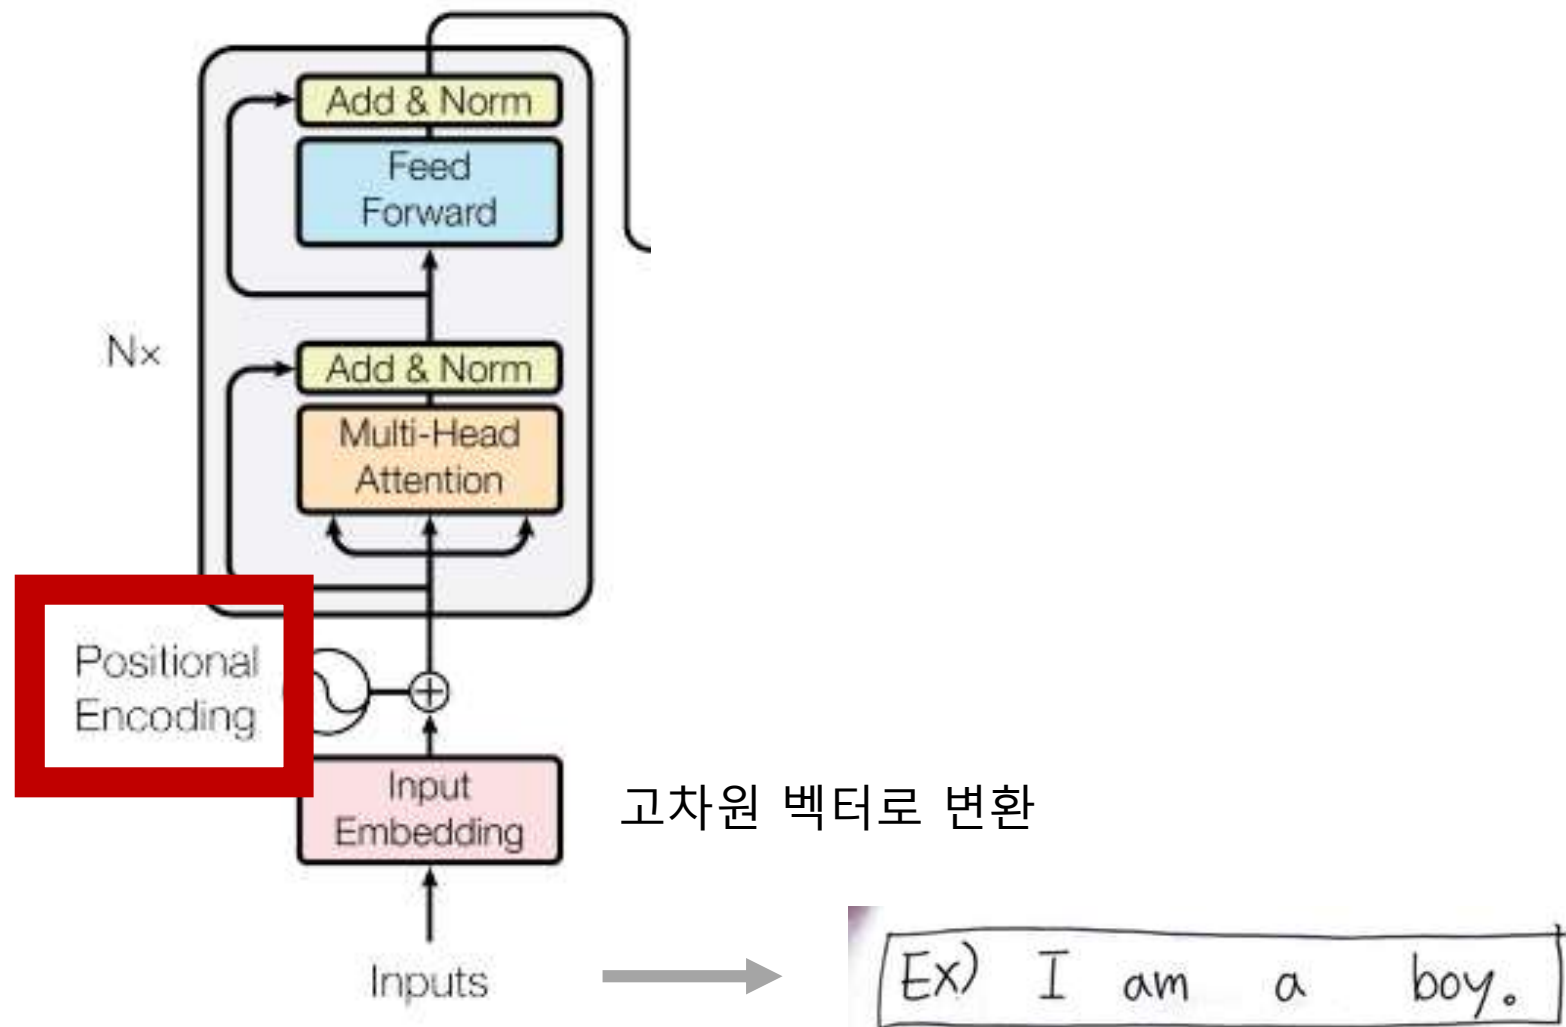 Add & Norm
Feed
Forward
Nx
Add & Norm
Multi-Head
Attention
Positional
Encoding
Input
Embedding
고차원 벡터로 변환
Inputs
Ex) I am a boy.